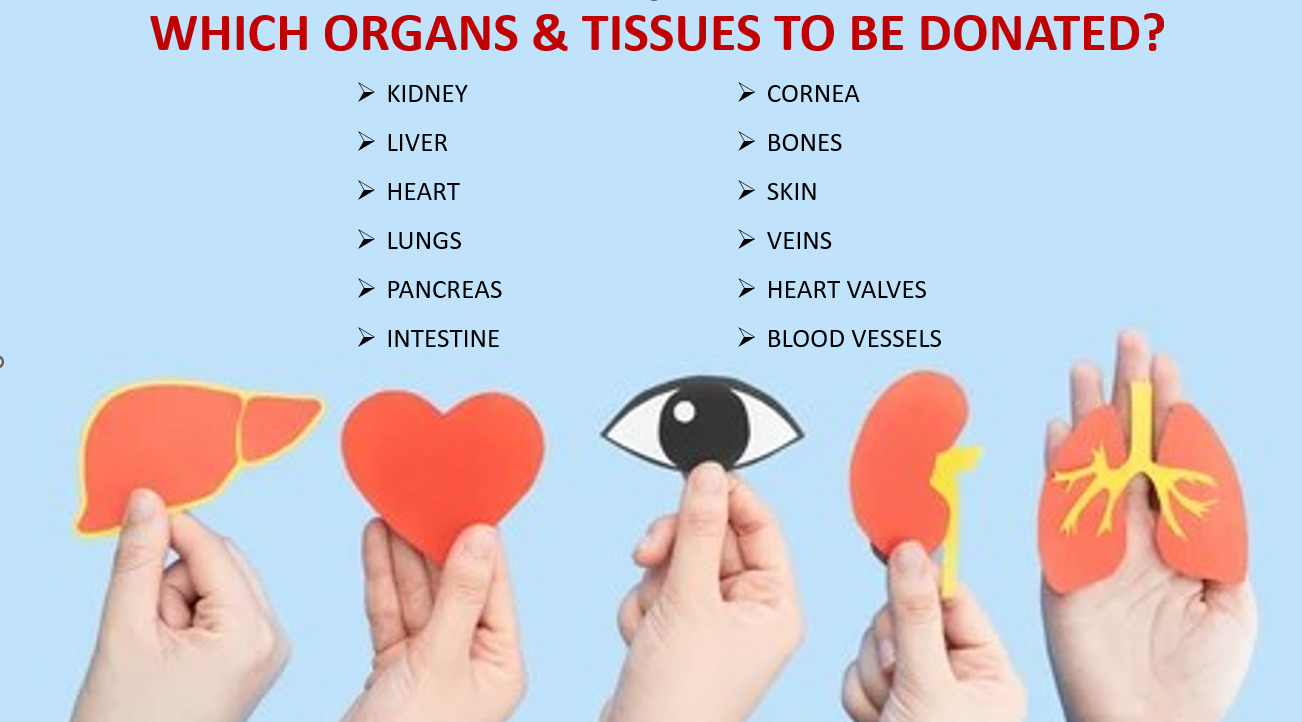 WHICH ORGANS & TISSUES TO BE DONATED?
KIDNEY
LIVER
HEART
LUNGS
PANCREAS
INTESTINE
CORNEA
BONES
SKIN
VEINS
HEART VALVES
BLOOD VESSELS